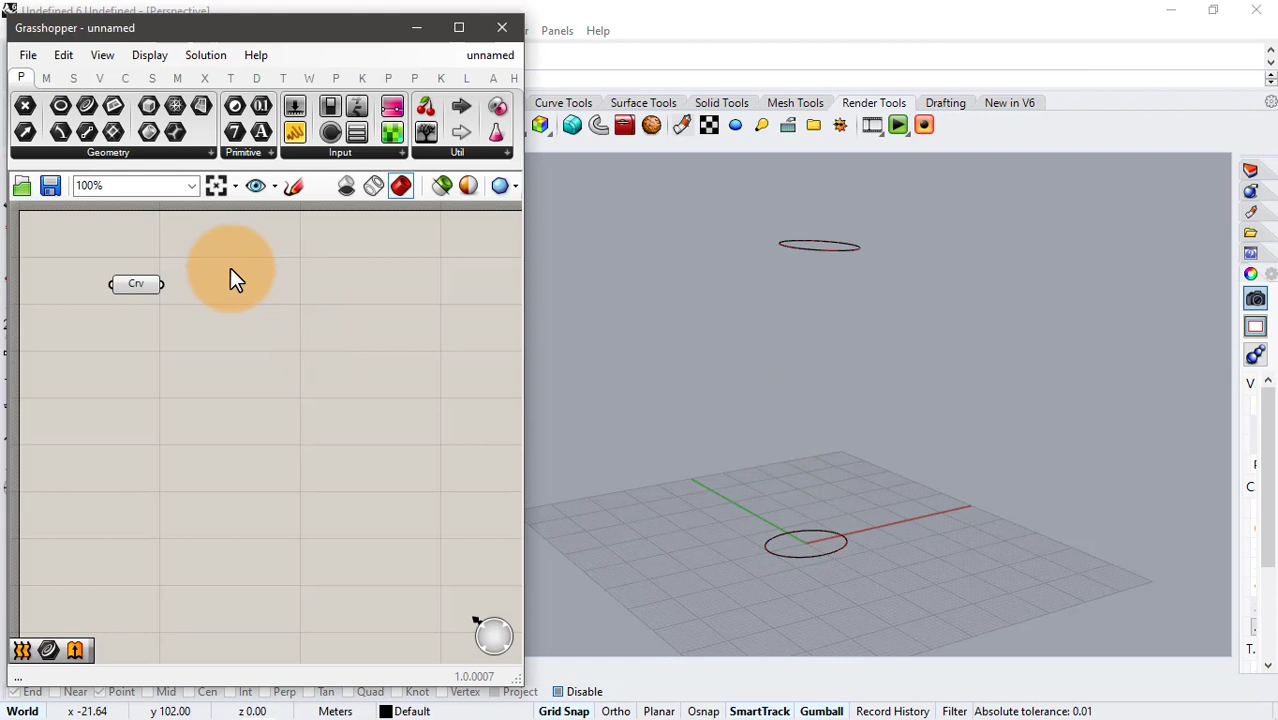 Undefined 6 Undefined - [Perspective]
Grasshopper - unnamed
File Edit View Display Solution Help unnamed
Panels Help
P M S V C S M X T D T W P K P P K L A H
Curve Tools Surface Tools Solid Tools Mesh Tools Render Tools Drafting New in V6
Geometry Primitive Input Util
100%
Crv
V
C
T.
...
1.0.0007
End Near Point Mid Cen Int Perp Tan Quad Knot Vertex Project Disable
World x -21.64 y 102.00 z 0.00 Meters Default Grid Snap Ortho Planar Osnap SmartTrack Gumball Record History Filter Absolute tolerance: 0.01